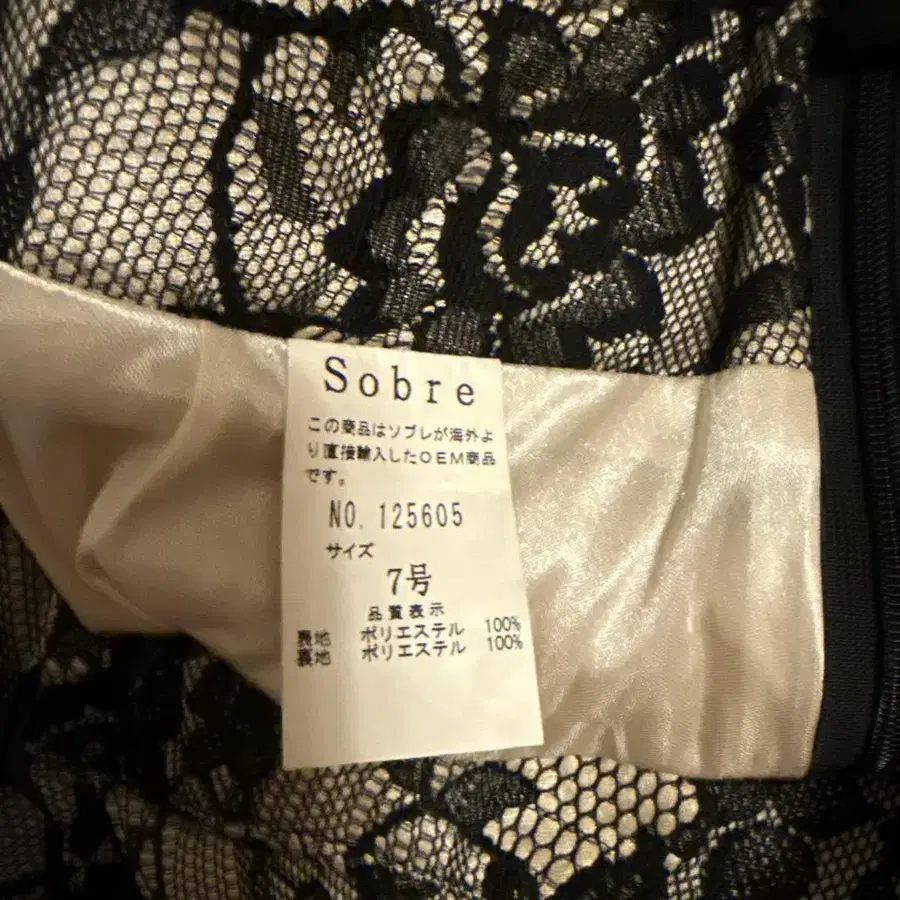 Sobre
この商品はソブレが海外よ
り直接輸入したOEM商品
です。
NO. 125605
サイズ
7号
品質表示
表地 ポリエステル 100%
裏地 ポリエステル 100%